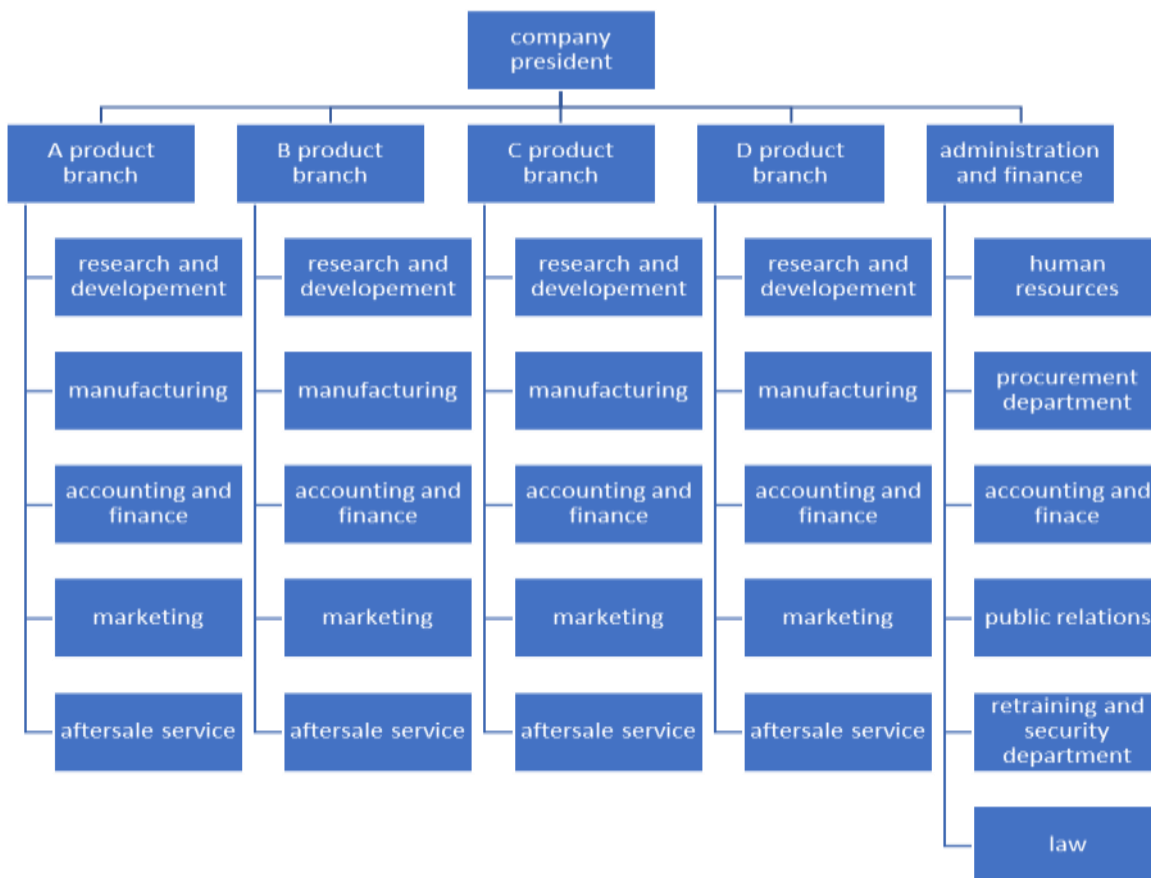 company
president
A product
branch
B product
branch
C product
branch
D product
branch
administration
and finance
research and
developement
research and
developement
research and
developement
research and
developement
human
resources
manufacturing
manufacturing
manufacturing
manufacturing
procurement
department
accounting and
finance
accounting and
finance
accounting and
finance
accounting and
finance
accounting and
finace
marketing
marketing
marketing
marketing
public relations
aftersale service
aftersale service
aftersale service
aftersale service
retraining and
security
department
law